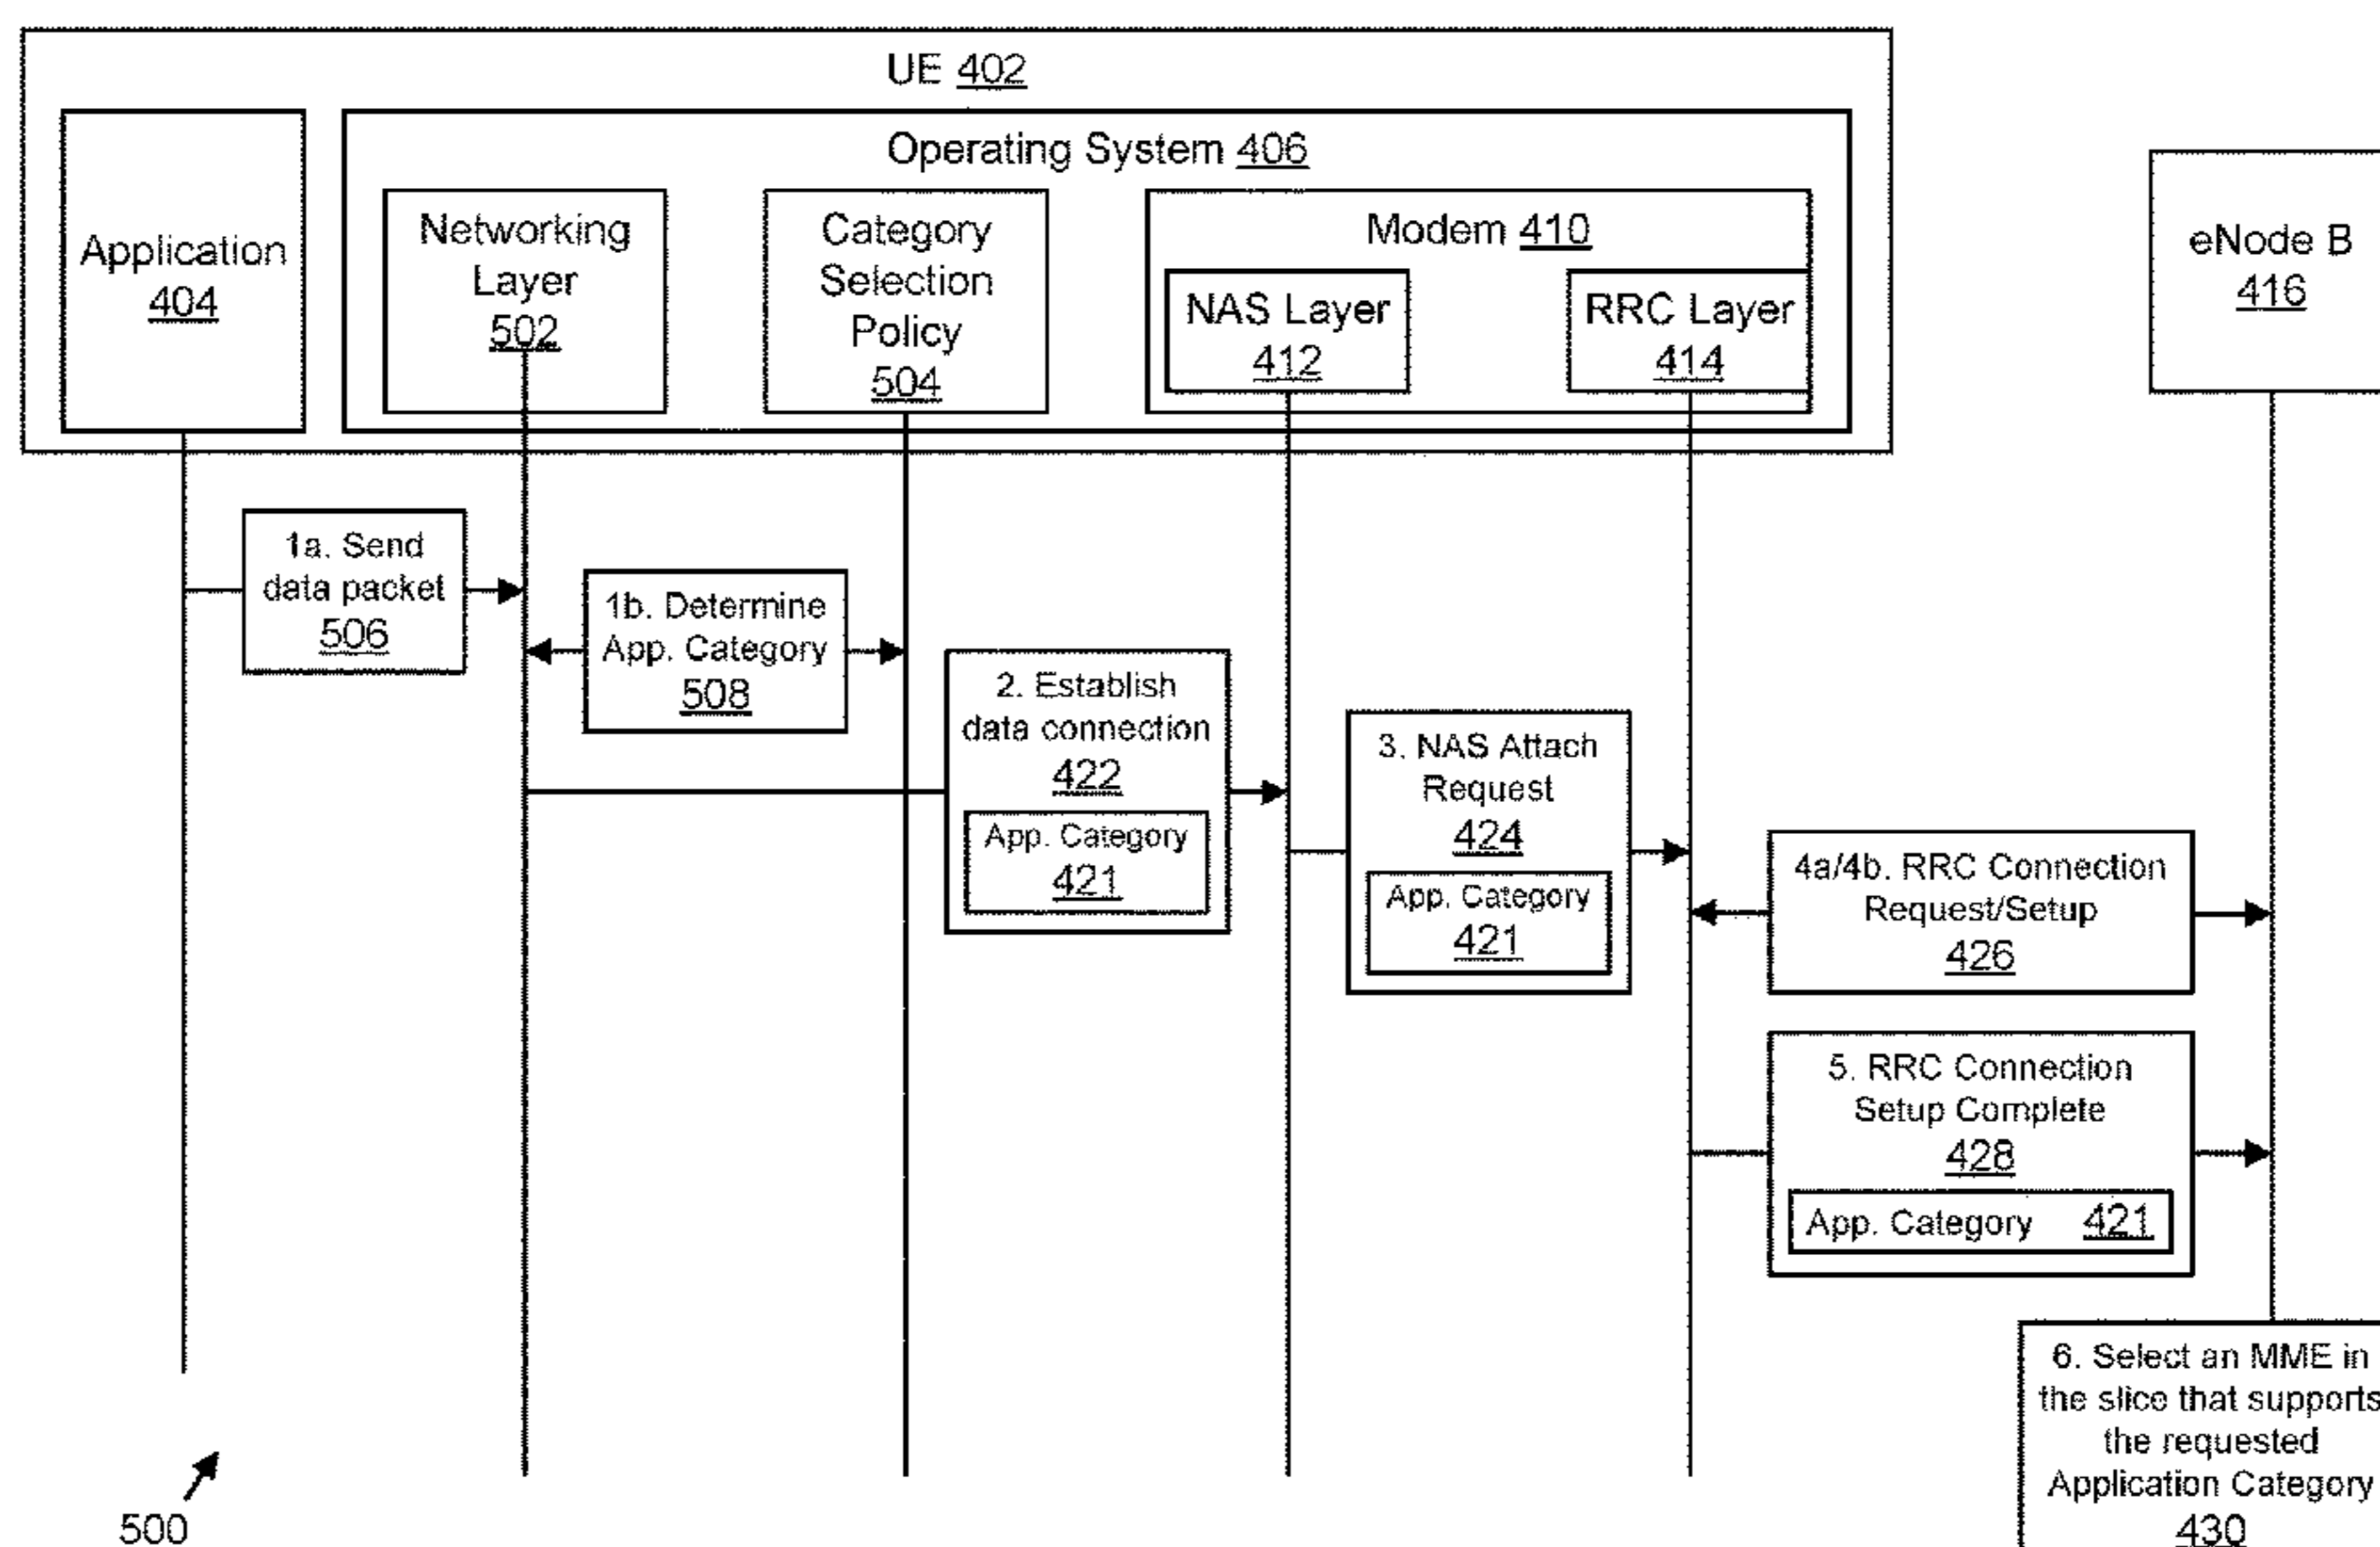 UE 402
Operating System 406
Application
404
Networking
Layer
502
Category
Selection
Policy
504
Modem 410
NAS Layer
412
RRC Layer
414
eNode B
416
1a. Send
data packet
506
1b. Determine
App. Category
508
2. Establish
data connection
422
App. Category
421
3. NAS Attach
Request
424
App. Category
421
4a/4b. RRC Connection
Request/Setup
426
5. RRC Connection
Setup Complete
428
App. Category 421
6. Select an MME in
the slice that supports
the requested
Application Category
430
500